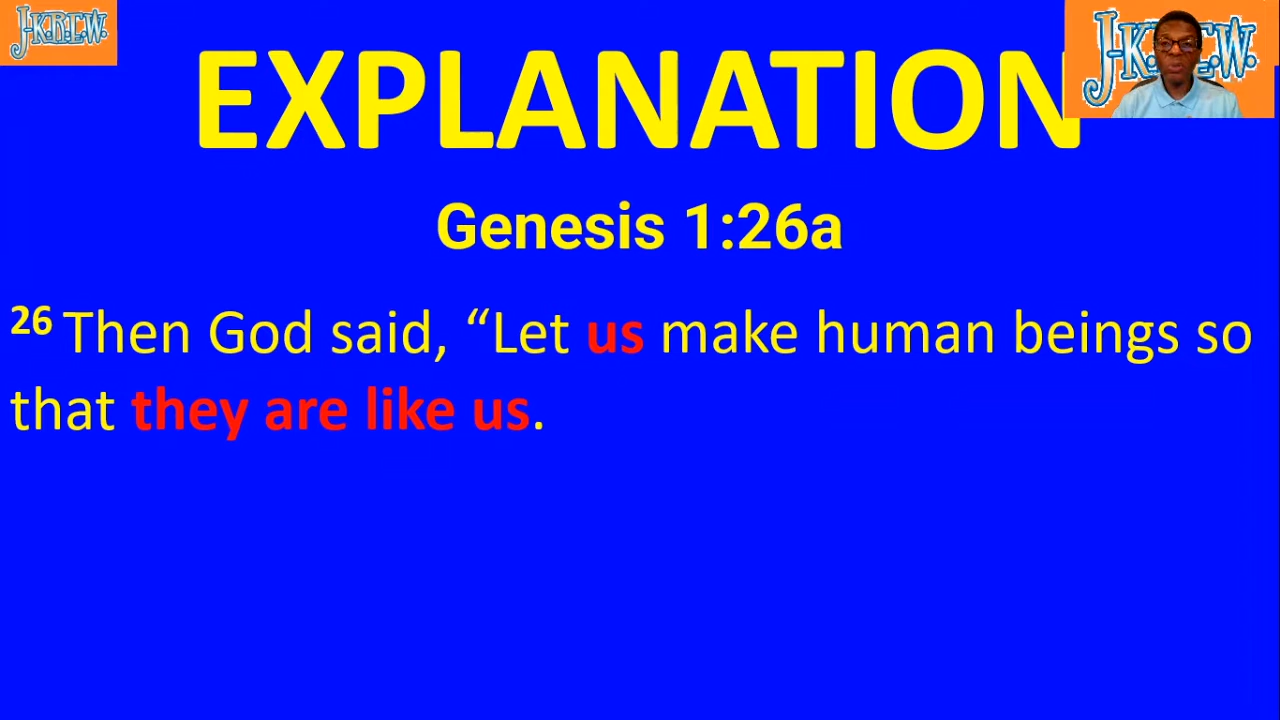 J-K.R.E.W.
EXPLANATION
Genesis 1:26a
26 Then God said, “Let us make human beings so
that they are like us.